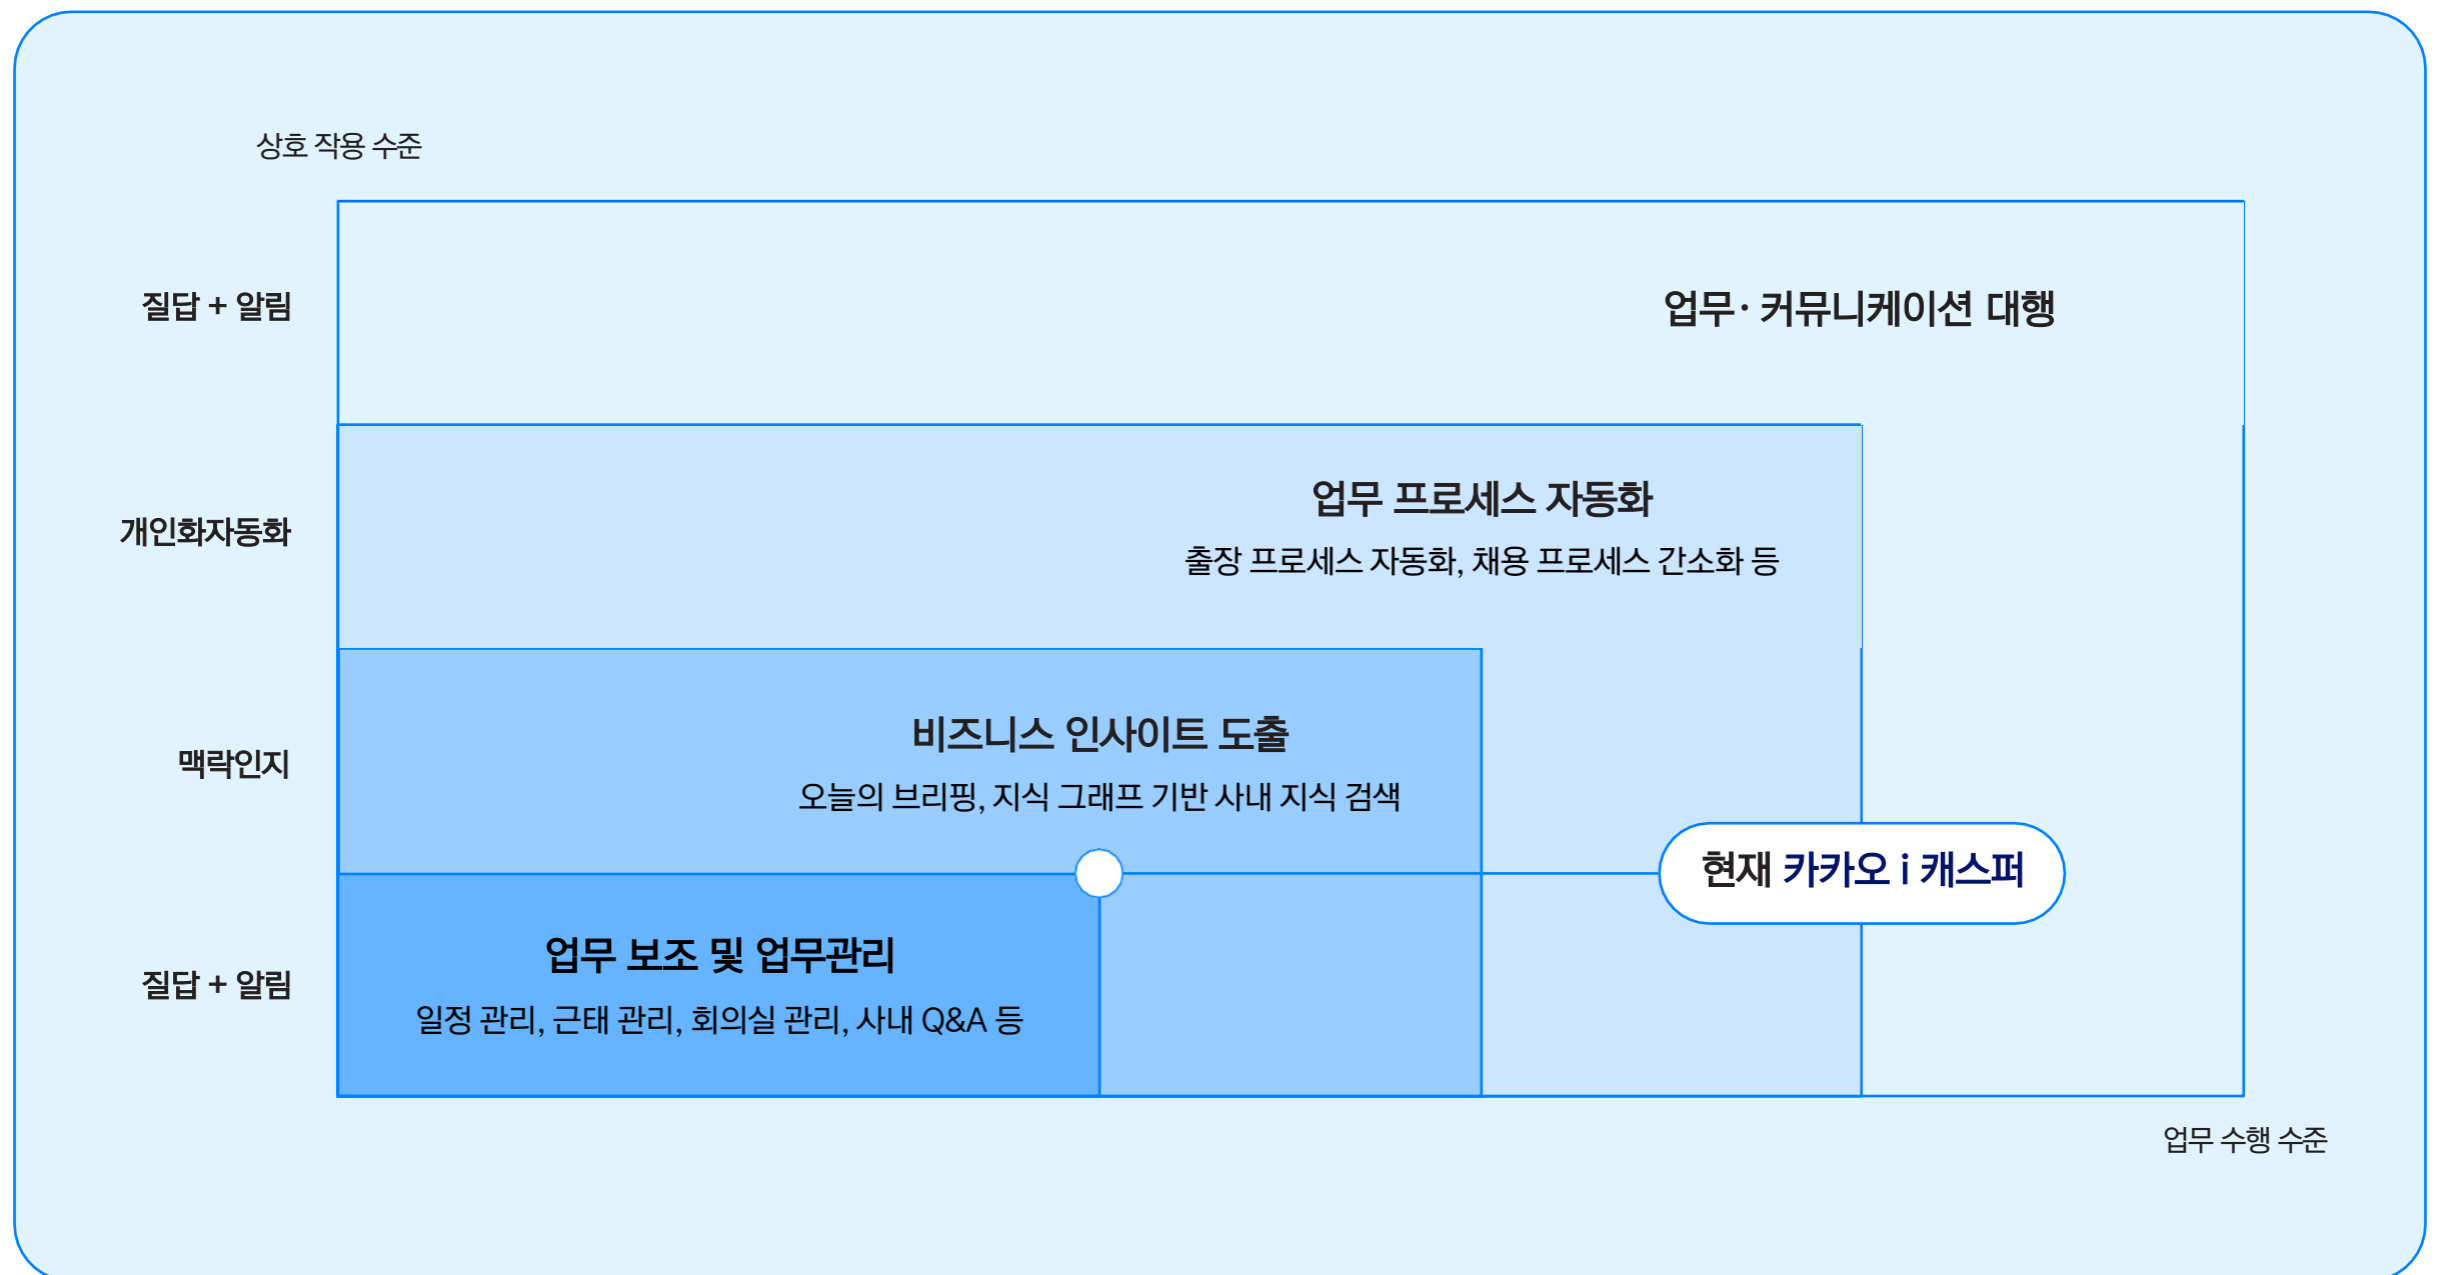 상호 작용 수준
질답 + 알림
업무· 커뮤니케이션 대행
개인화자동화
업무 프로세스 자동화
출장 프로세스 자동화, 채용 프로세스 간소화 등
맥락인지
비즈니스 인사이트 도출
오늘의 브리핑, 지식 그래프 기반 사내 지식 검색
현재 카카오 i 캐스퍼
질답 + 알림
업무 보조 및 업무관리
일정 관리, 근태 관리, 회의실 관리, 사내 Q&A 등
업무 수행 수준